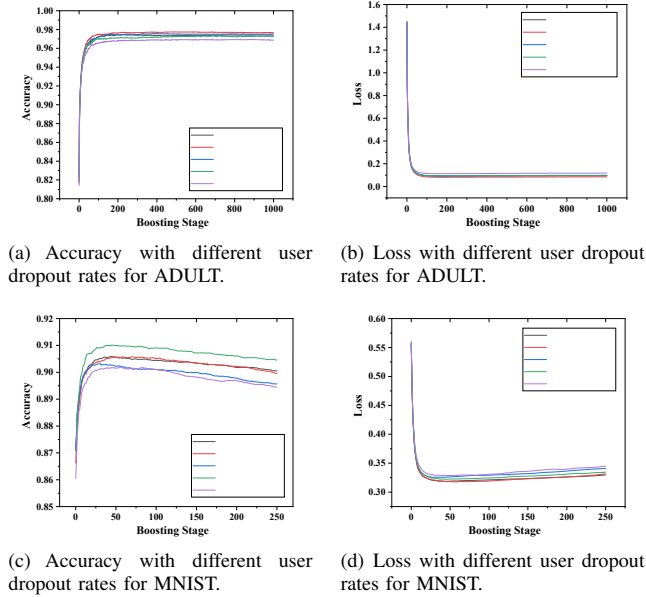 1.00
0.98
0.96
0.94
0.92
0.90
0.88
0.86
0.84
0.82
0.80
Accuracy
0 200 400 600 800 1000
Boosting Stage
1.6
1.4
1.2
1.0
0.8
0.6
0.4
0.2
0.0
Loss
0 200 400 600 800 1000
Boosting Stage
(a) Accuracy with different user
dropout rates for ADULT.
(b) Loss with different user dropout
rates for ADULT.
0.92
0.91
0.90
0.89
0.88
0.87
0.86
0.85
Accuracy
0 50 100 150 200 250
Boosting Stage
0.60
0.55
0.50
0.45
0.40
0.35
0.30
Loss
0 50 100 150 200 250
Boosting Stage
(c) Accuracy with different user
dropout rates for MNIST.
(d) Loss with different user dropout
rates for MNIST.